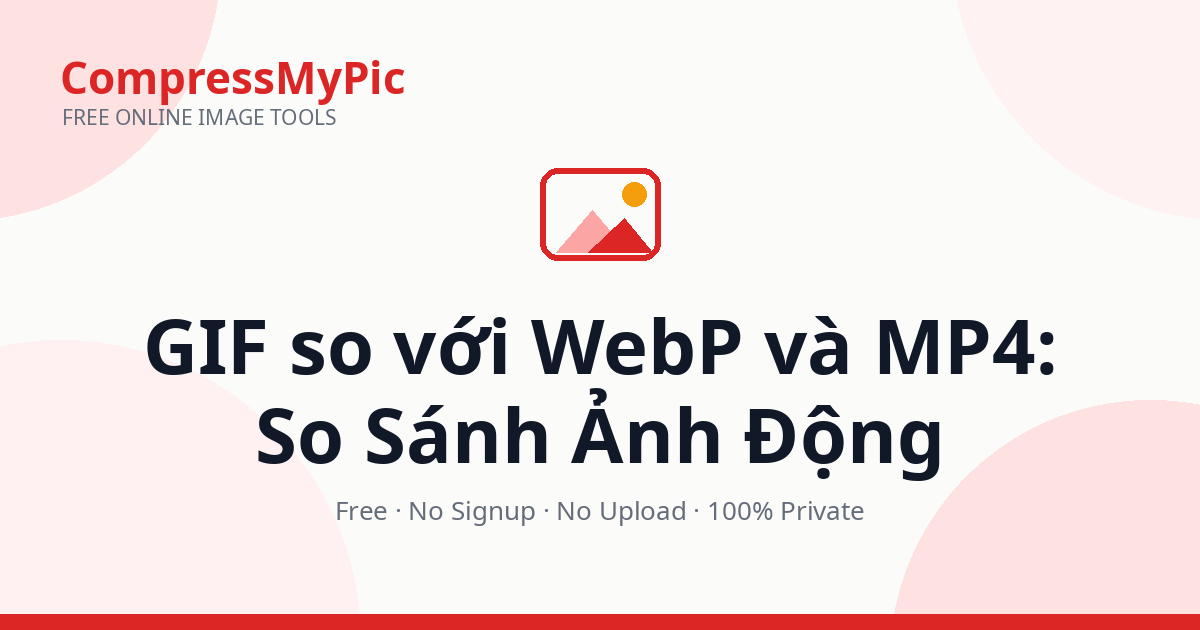 CompressMyPic
FREE ONLINE IMAGE TOOLS
GIF so với WebP và MP4:
So Sánh Ảnh Động
Free · No Signup · No Upload · 100% Private